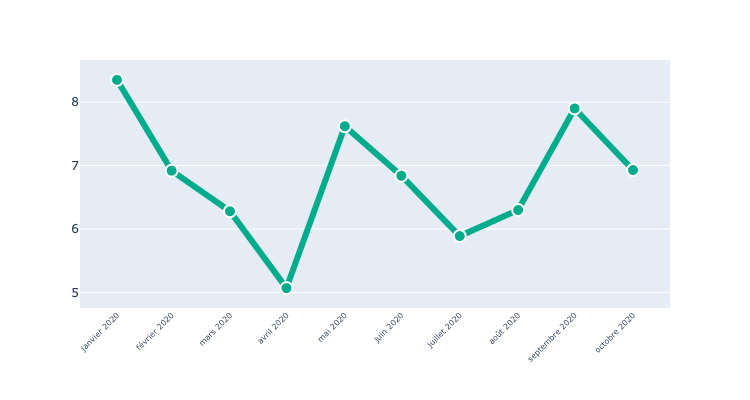 8
7
6
5
janvier 2020
février 2020
mars 2020
avril 2020
mai 2020
juin 2020
juillet 2020
août 2020
septembre 2020
octobre 2020